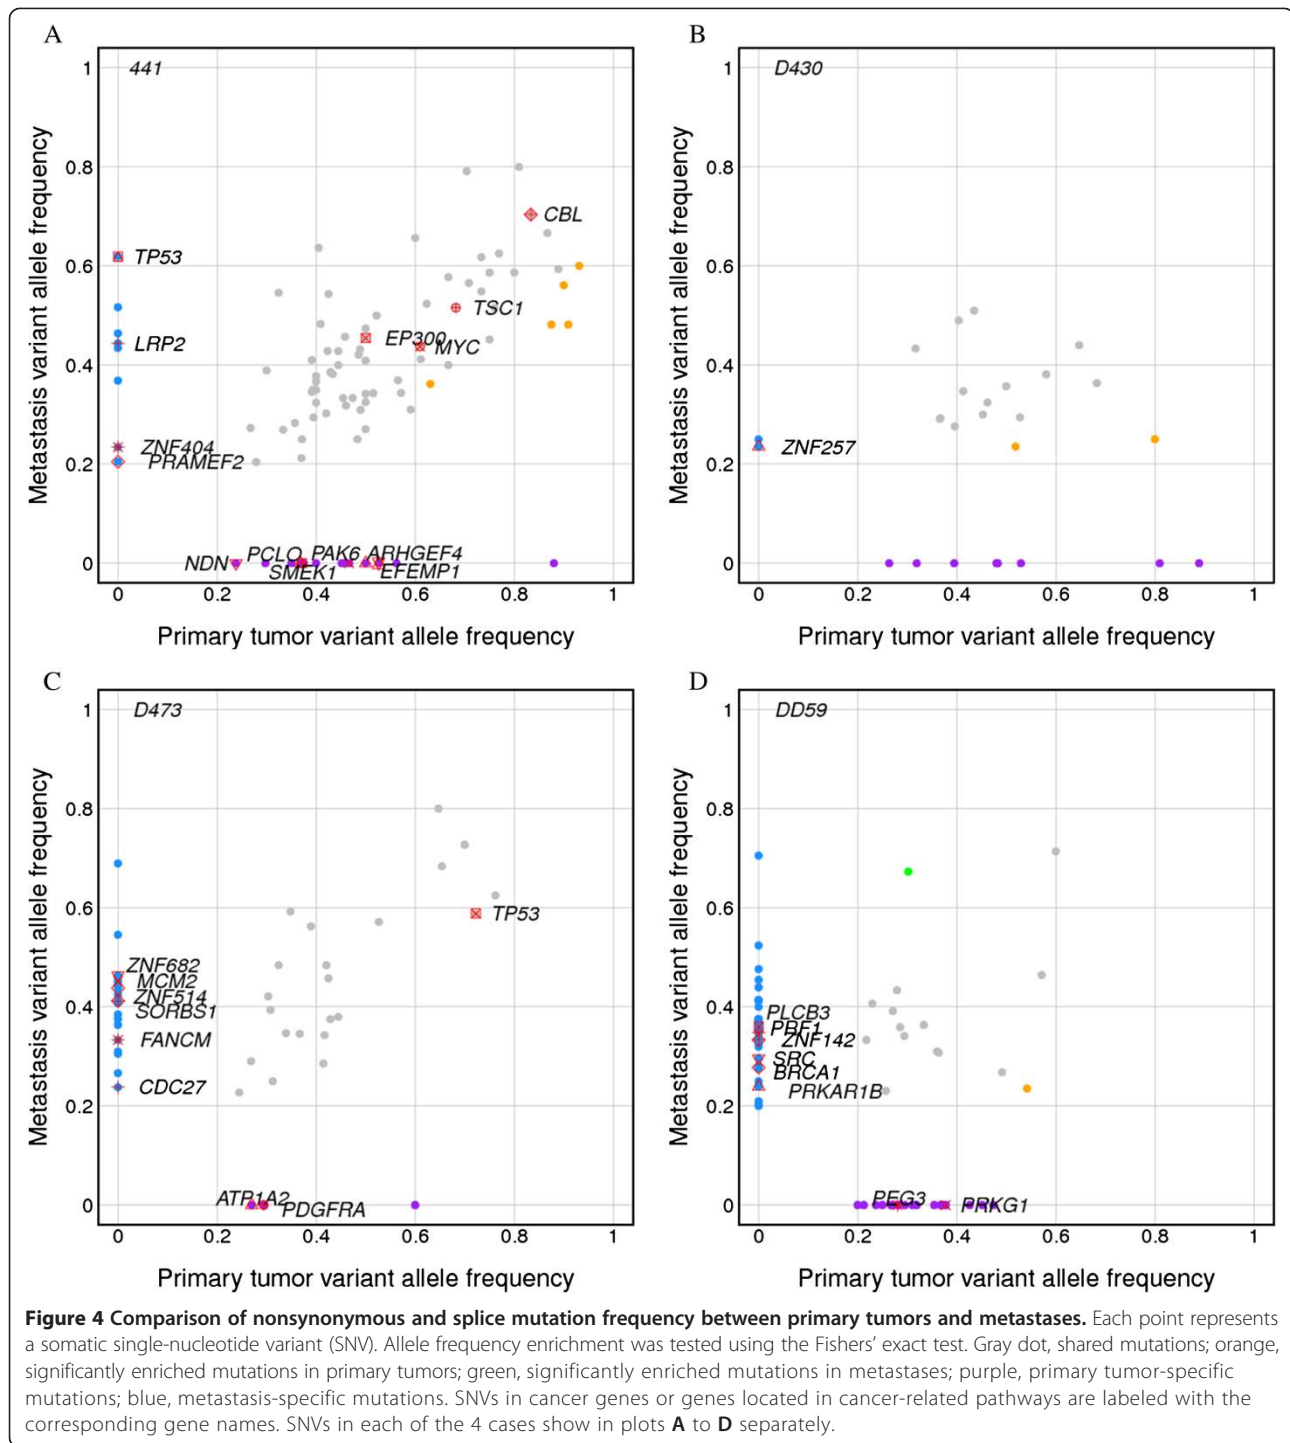 A
B
441
D430
1
0.8
0.6
0.4
0.2
0
Metastasis variant allele frequency
TP53
LRP2
ZNF404
PRAMEF2
CBL
TSC1
EP300
MYC
NDN
PCLO
SMEK1
PAK6
ARHGEF4
EFEMP1
0 0.2 0.4 0.6 0.8 1
Primary tumor variant allele frequency
1
0.8
0.6
0.4
0.2
0
Metastasis variant allele frequency
ZNF257
0 0.2 0.4 0.6 0.8 1
Primary tumor variant allele frequency
C
D
D473
DD59
1
0.8
0.6
0.4
0.2
0
Metastasis variant allele frequency
TP53
ZNF682
MCM2
ZNF514
SORBS1
FANCM
CDC27
ATP1A2
PDGFRA
0 0.2 0.4 0.6 0.8 1
Primary tumor variant allele frequency
1
0.8
0.6
0.4
0.2
0
Metastasis variant allele frequency
PLCB3
ZNF142
SRC
BRCA1
PRKAR1B
PEG3
PRKG1
0 0.2 0.4 0.6 0.8 1
Primary tumor variant allele frequency
Figure 4 Comparison of nonsynonymous and splice mutation frequency between primary tumors and metastases. Each point represents
a somatic single-nucleotide variant (SNV). Allele frequency enrichment was tested using the Fishers' exact test. Gray dot, shared mutations; orange,
significantly enriched mutations in primary tumors; green, significantly enriched mutations in metastases; purple, primary tumor-specific
mutations; blue, metastasis-specific mutations. SNVs in cancer genes or genes located in cancer-related pathways are labeled with the
corresponding gene names. SNVs in each of the 4 cases show in plots A to D separately.